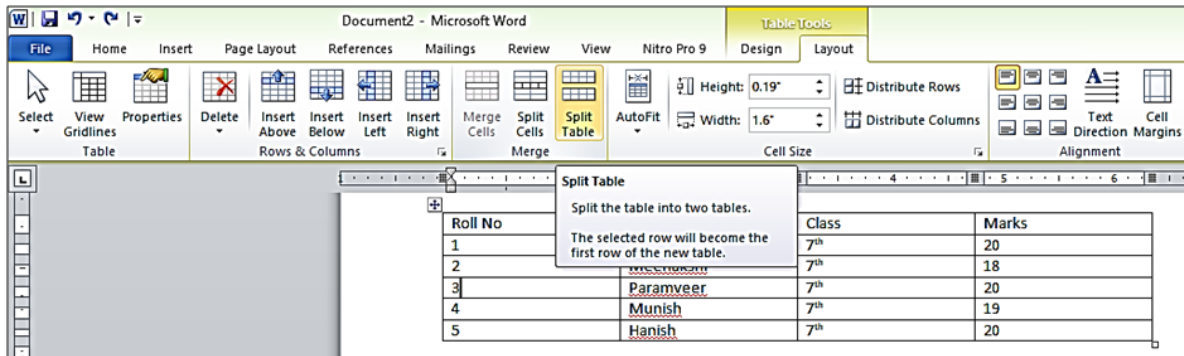 W Document2 - Microsoft Word Table Tools
File Home Insert Page Layout References Mailings Review View Nitro Pro 9 Design Layout
Select View Gridlines Properties Delete Insert Above Insert Below Insert Left Insert Right Merge Cells Split Cells Split Table AutoFit Height: 0.19" Width: 1.6" Distribute Rows Distribute Columns Text Direction Cell Margins
Table Rows & Columns Merge Cell Size Alignment
L 1 4 5 6
Split Table
Split the table into two tables.
The selected row will become the
first row of the new table.
Roll No Class Marks
1 7th 20
2 Meenakshi 7th 18
3 Paramveer 7th 20
4 Munish 7th 19
5 Hanish 7th 20